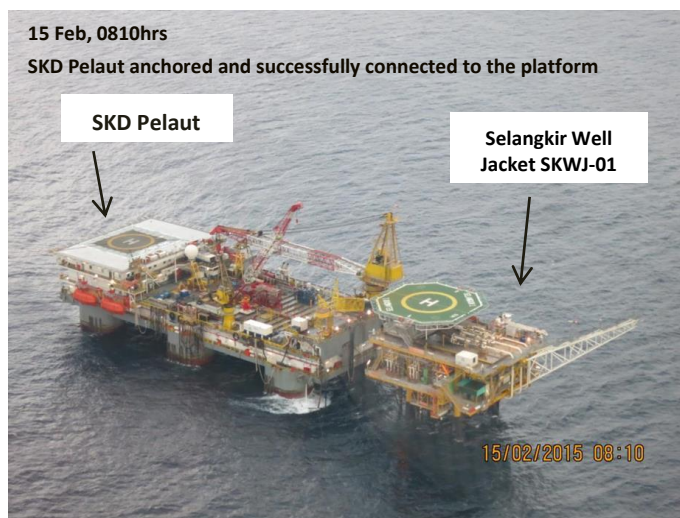 15 Feb, 0810hrs
SKD Pelaut anchored and successfully connected to the platform
SKD Pelaut
Selangkir Well
Jacket SKWJ-01
H
H
15/02/2015 08:10